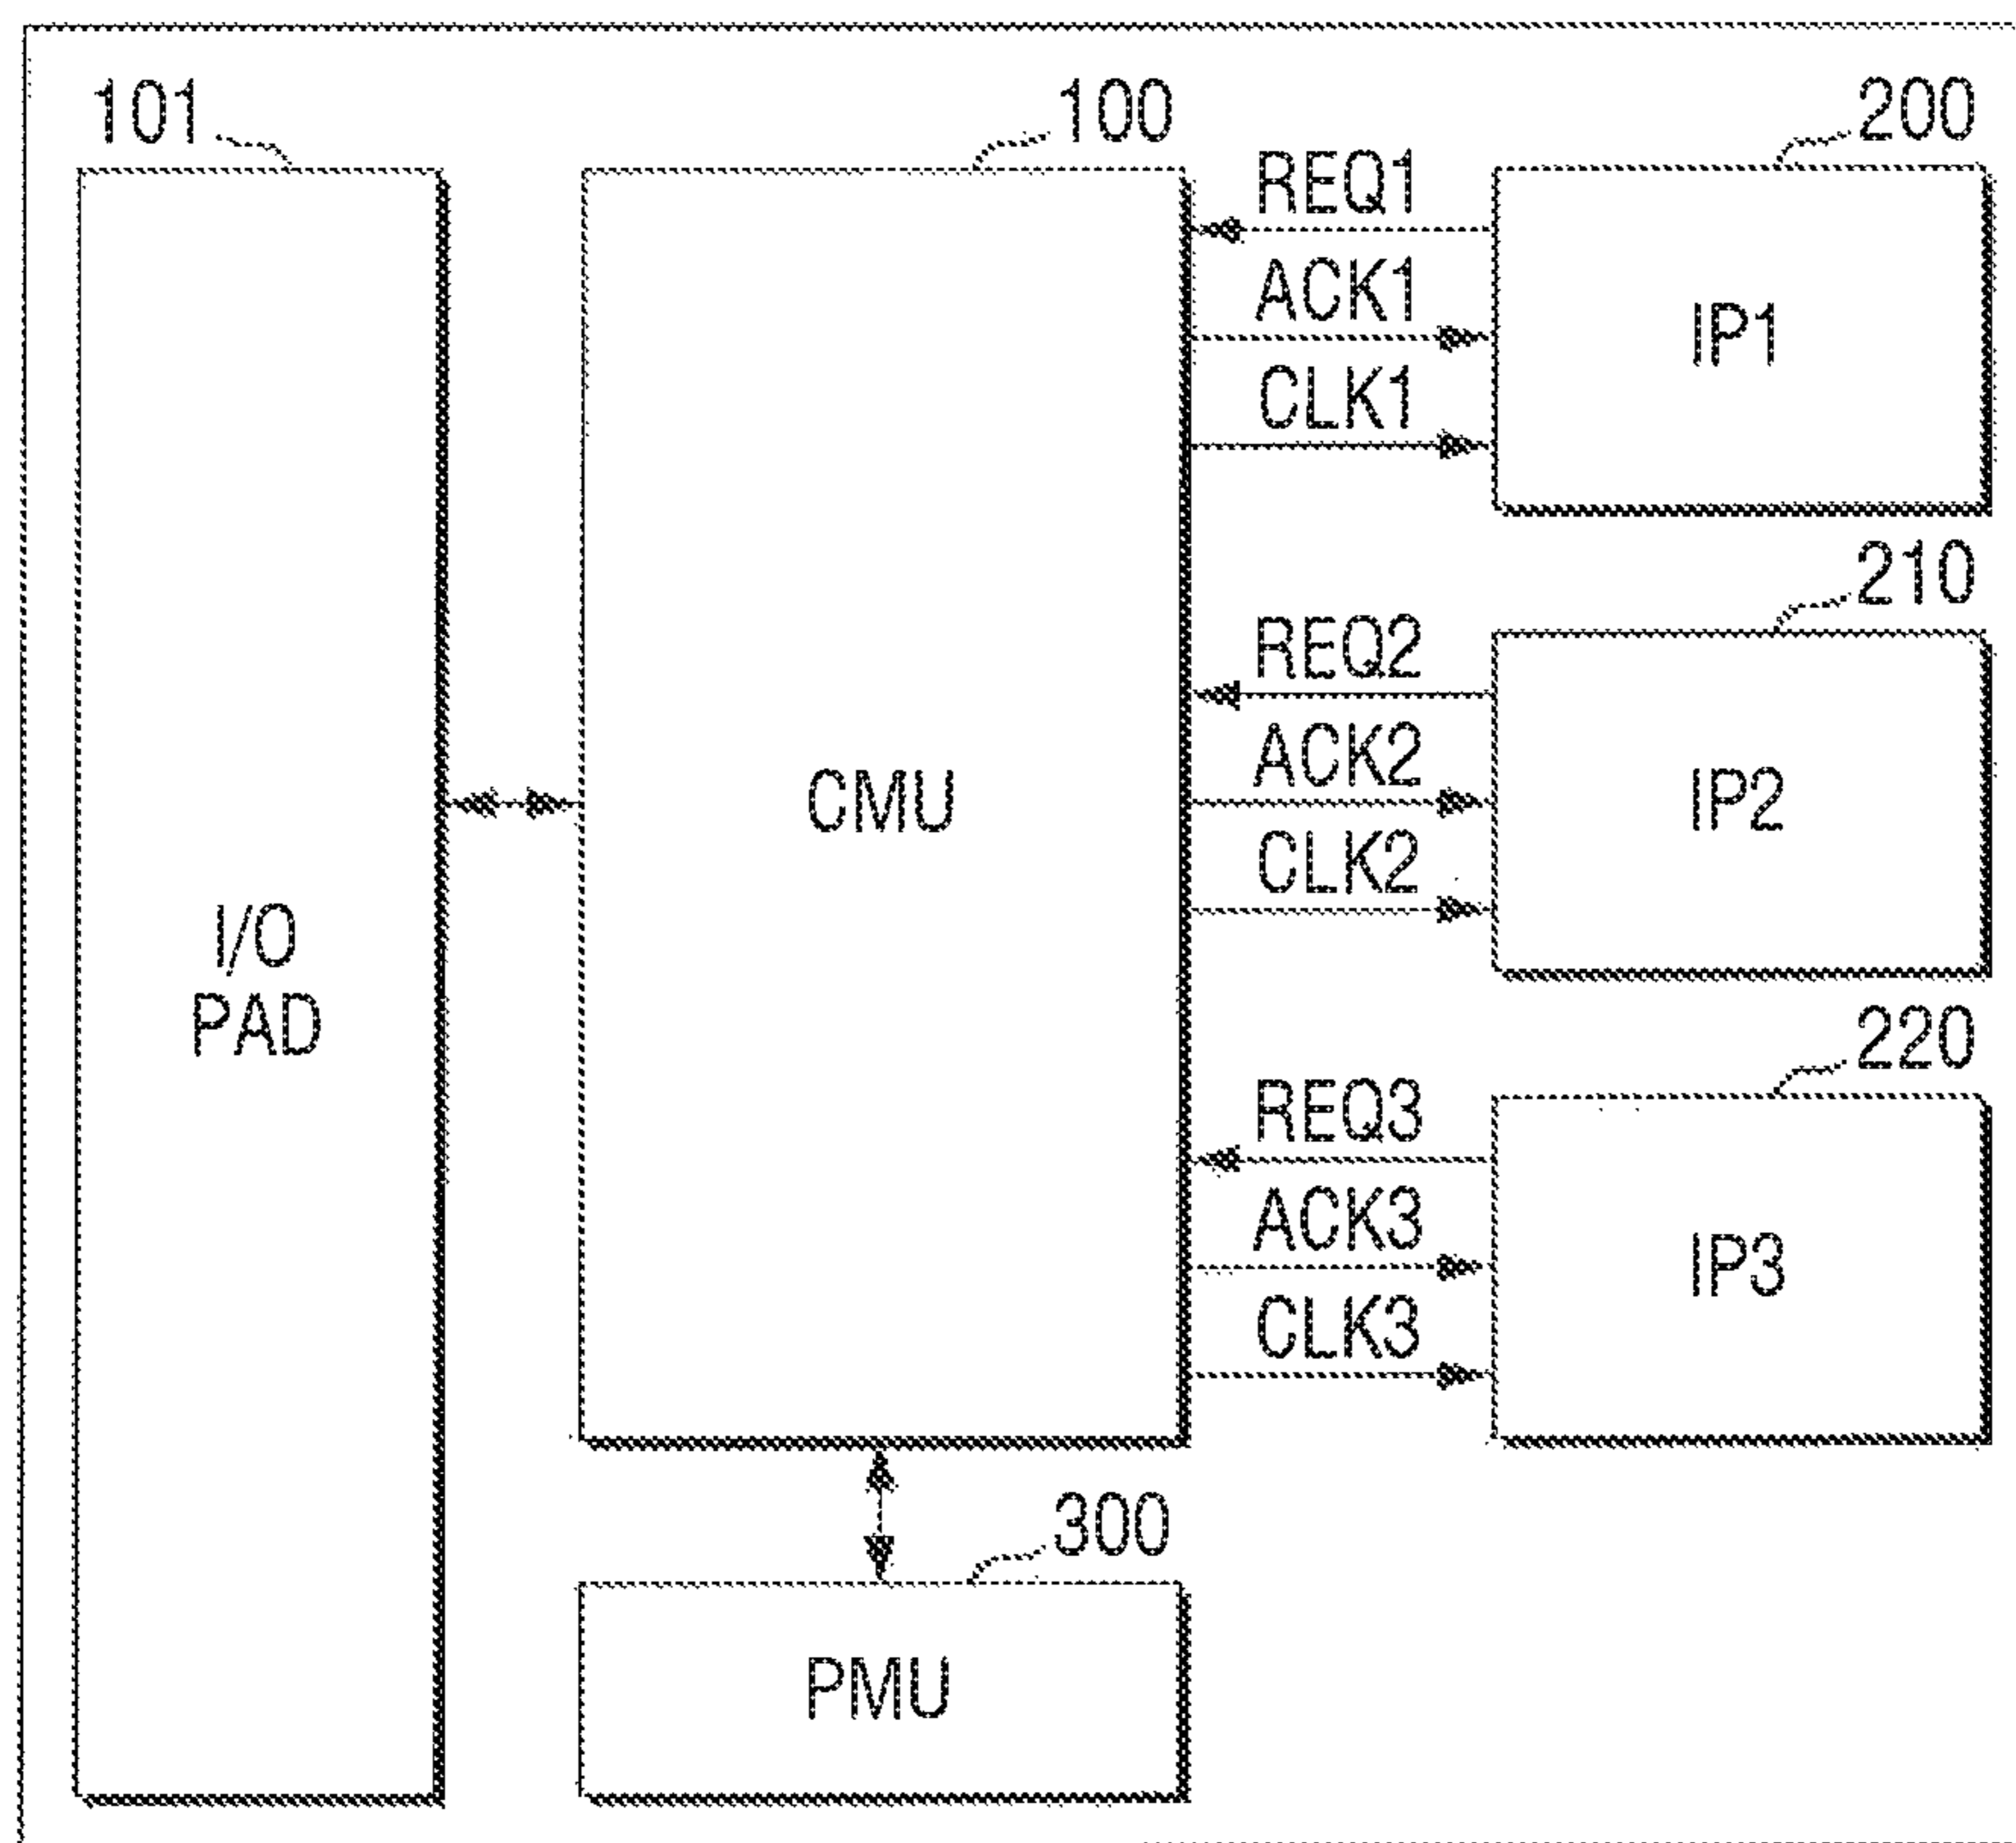 101
100
200
REQ1
ACK1
CLK1
IP1
210
REQ2
ACK2
CLK2
IP2
CMU
I/O
PAD
220
REQ3
ACK3
CLK3
IP3
300
PMU